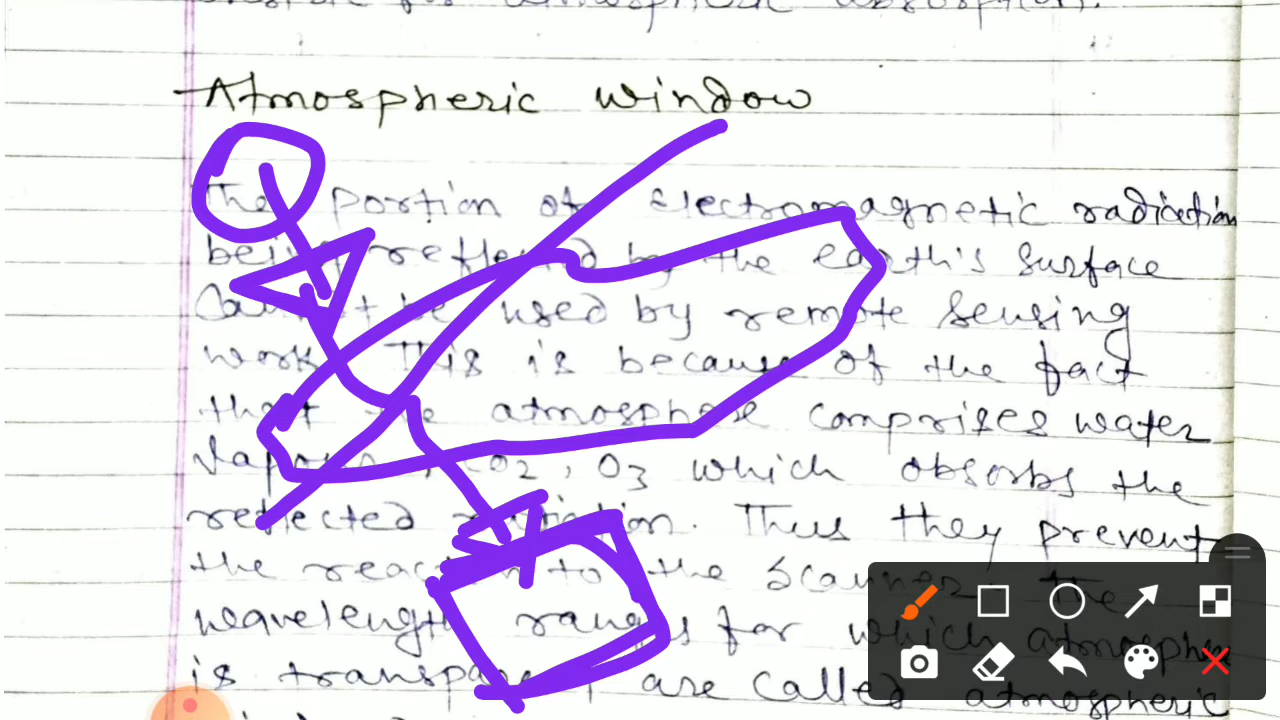 Atmospheric window
The portion of electromagnetic radiation
being reflected by the earth's surface
Cannot be used by remote sensing
work. This is because of the fact
that the atmosphere comprises water
Vapour, CO2, O3 which absorbs the
reflected radiation. Thus they prevent
the reach to the scanner. The
wavelength ranges for which atmosphere
is transparent are called atmospheric